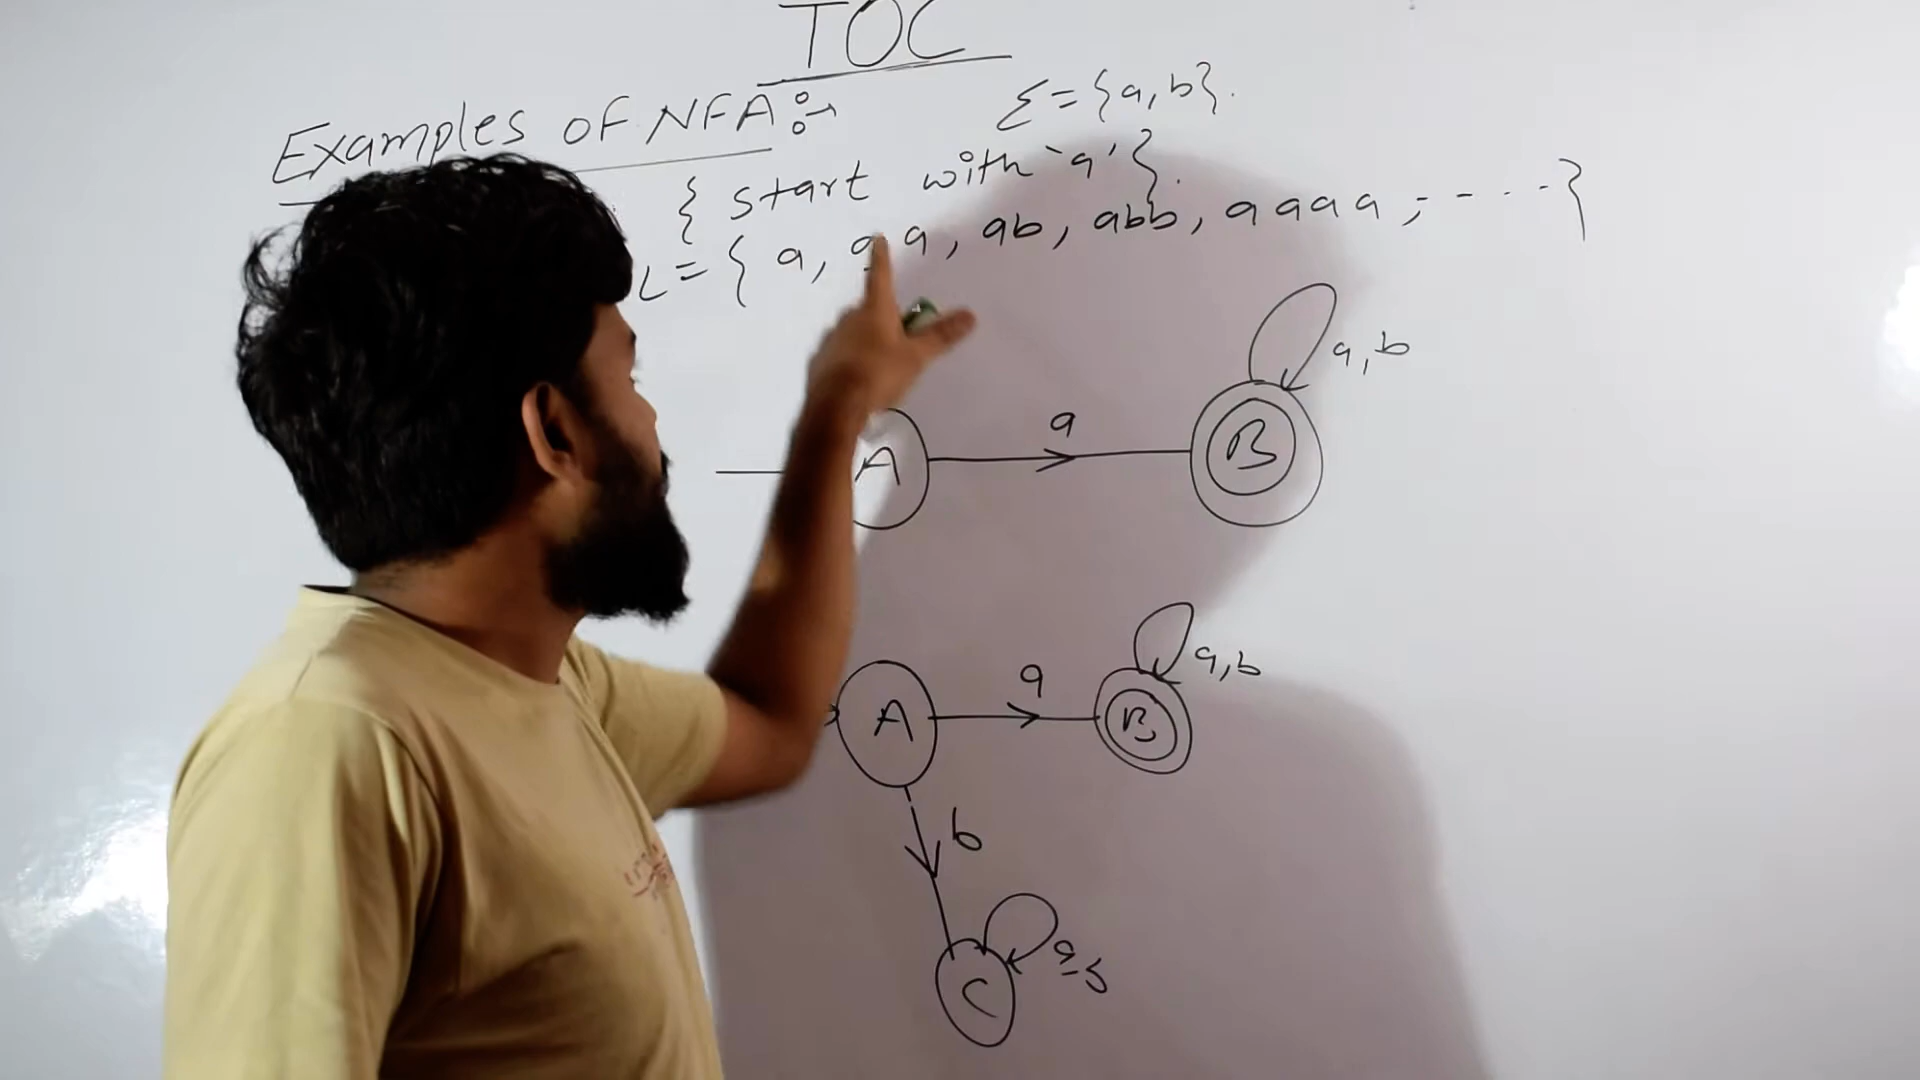 TOC
Examples OF NFA:→
Σ={a,b}.
{ start with `a' }.
L={ a, aa, ab, abb, aaaa, - - - - }
a,b
A
a
B
a,b
A
a
B
b
a,b
C